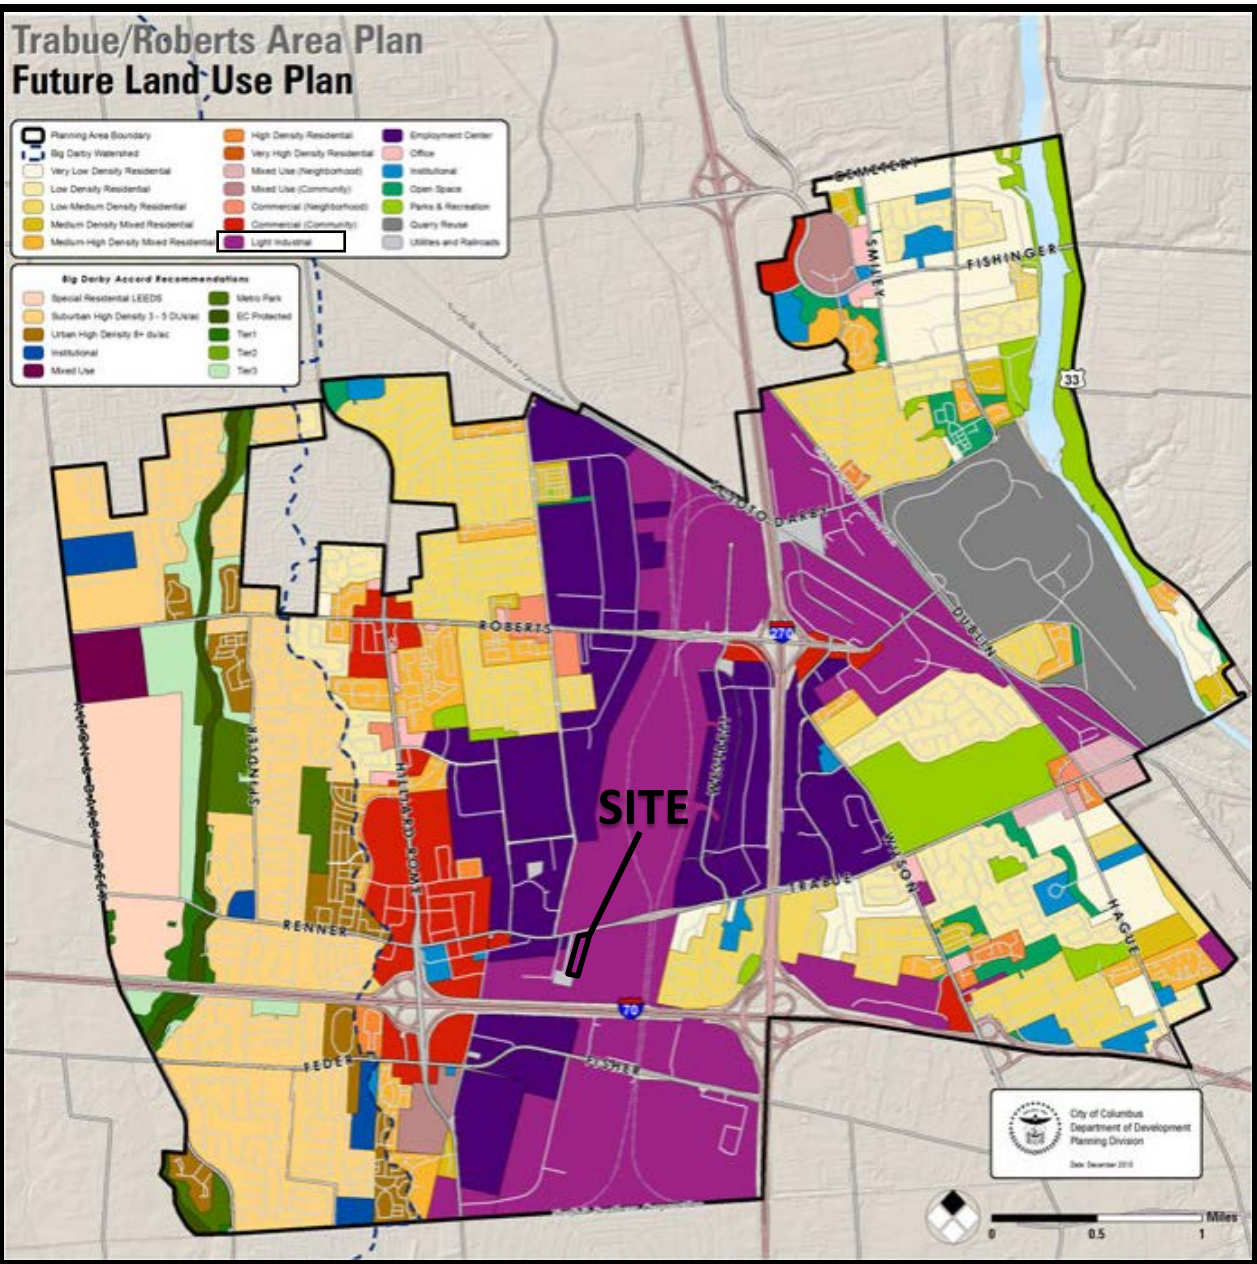 Trabue/Roberts Area Plan
Future Land Use Plan
Planning Area Boundary
Big Darby Watershed
Very Low Density Residential
Low Density Residential
Low-Medium Density Residential
Medium Density Mixed Residential
Medium-High Density Mixed Residential
High Density Residential
Very High Density Residential
Mixed Use (Neighborhood)
Mixed Use (Community)
Commercial (Neighborhood)
Commercial (Community)
Light Industrial
Employment Center
Office
Institutional
Open Space
Parks & Recreation
Quarry Reuse
Utilities and Railroads
Big Darby Accord Recommendations
Special Residential LEEDS
Suburban High Density 3 - 5 DUs/ac
Urban High Density 8+ du/ac
Institutional
Mixed Use
Metro Park
EC Protected
Tier1
Tier2
Tier3
CEMETERY
SMILEY
FISHINGER
33
SCIOTO DARBY
DUBLIN
ROBERTS
270
SPINDLER
HILLIARD ROME
WESTBELT
SITE
WILSON
TRABUE
HAGUE
RENNER
70
FEDER
FISHER
City of Columbus
Department of Development
Planning Division
Date: December 2010
Miles
0 0.5 1